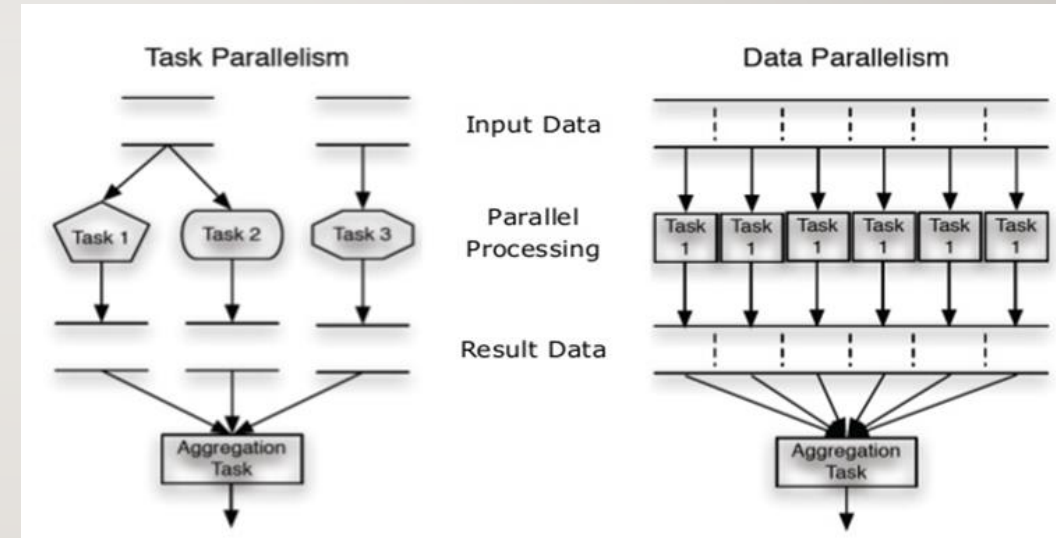 Task Parallelism
Data Parallelism
Input Data
Parallel
Processing
Result Data
Task 1
Task 2
Task 3
Aggregation
Task
Task
1
Task
1
Task
1
Task
1
Task
1
Task
1
Aggregation
Task